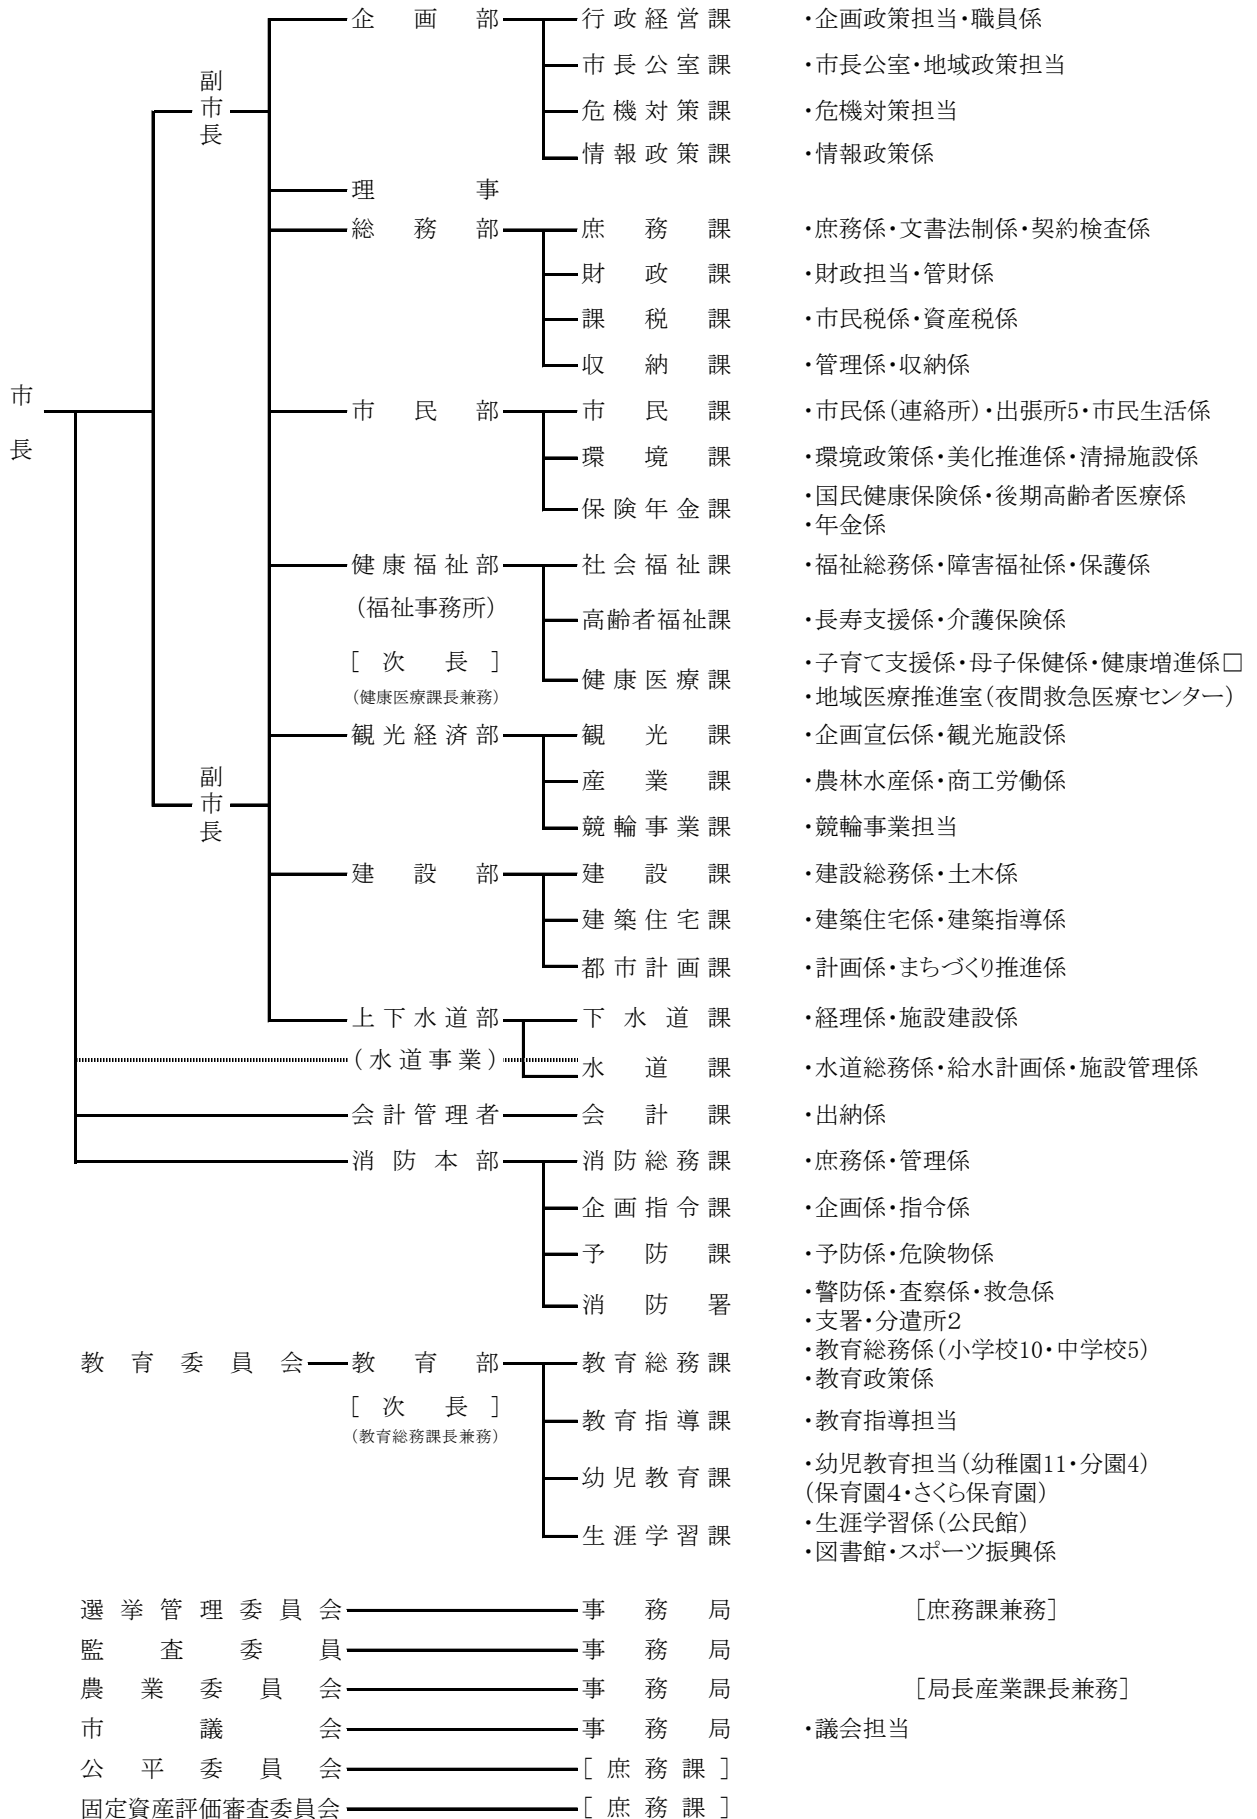 企画部 行政経営課 ・企画政策担当・職員係
市長公室課 ・市長公室・地域政策担当
副市長
危機対策課 ・危機対策担当
情報政策課 ・情報政策係
理事
総務部 庶務課 ・庶務係・文書法制係・契約検査係
財政課 ・財政担当・管財係
課税課 ・市民税係・資産税係
収納課 ・管理係・収納係
市長
市民部 市民課 ・市民係(連絡所)・出張所5・市民生活係
環境課 ・環境政策係・美化推進係・清掃施設係
保険年金課 ・国民健康保険係・後期高齢者医療係
・年金係
健康福祉部 社会福祉課 ・福祉総務係・障害福祉係・保護係
(福祉事務所) 高齢者福祉課 ・長寿支援係・介護保険係
[次長] 健康医療課 ・子育て支援係・母子保健係・健康増進係□
(健康医療課長兼務) ・地域医療推進室(夜間救急医療センター)
観光経済部 観光課 ・企画宣伝係・観光施設係
副市長
産業課 ・農林水産係・商工労働係
競輪事業課 ・競輪事業担当
建設部 建設課 ・建設総務係・土木係
建築住宅課 ・建築住宅係・建築指導係
都市計画課 ・計画係・まちづくり推進係
上下水道部 下水道課 ・経理係・施設建設係
(水道事業) 水道課 ・水道総務係・給水計画係・施設管理係
会計管理者 会計課 ・出納係
消防本部 消防総務課 ・庶務係・管理係
企画指令課 ・企画係・指令係
予防課 ・予防係・危険物係
消防署 ・警防係・査察係・救急係
・支署・分遣所2
教育委員会 教育部 教育総務課 ・教育総務係(小学校10・中学校5)
・教育政策係
[次長]
(教育総務課長兼務)
教育指導課 ・教育指導担当
幼児教育課 ・幼児教育担当(幼稚園11・分園4)
(保育園4・さくら保育園)
生涯学習課 ・生涯学習係(公民館)
・図書館・スポーツ振興係
選挙管理委員会 事務局 [庶務課兼務]
監査委員 事務局
農業委員会 事務局 [局長産業課長兼務]
市議会 事務局 ・議会担当
公平委員会 [庶務課]
固定資産評価審査委員会 [庶務課]